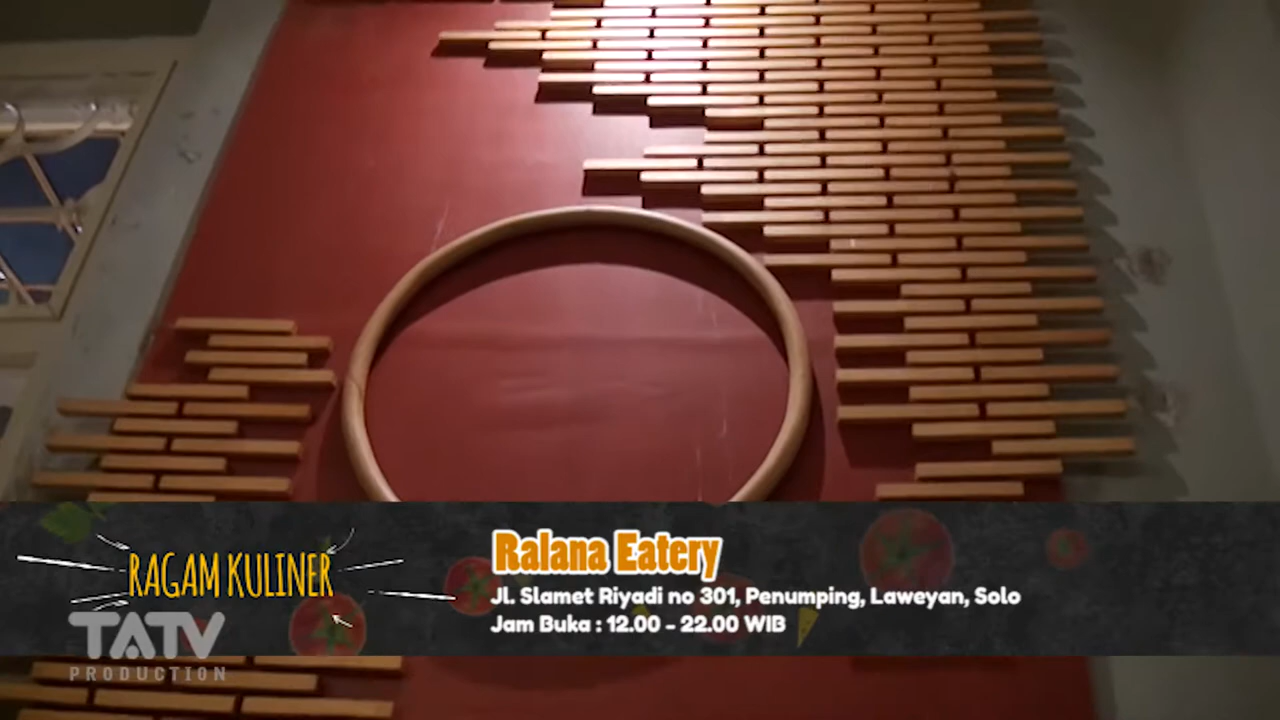 RAGAM KULINER
TATV
PRODUCTION
Ralana Eatery
Jl. Slamet Riyadi no 301, Penumping, Laweyan, Solo
Jam Buka : 12.00 - 22.00 WIB